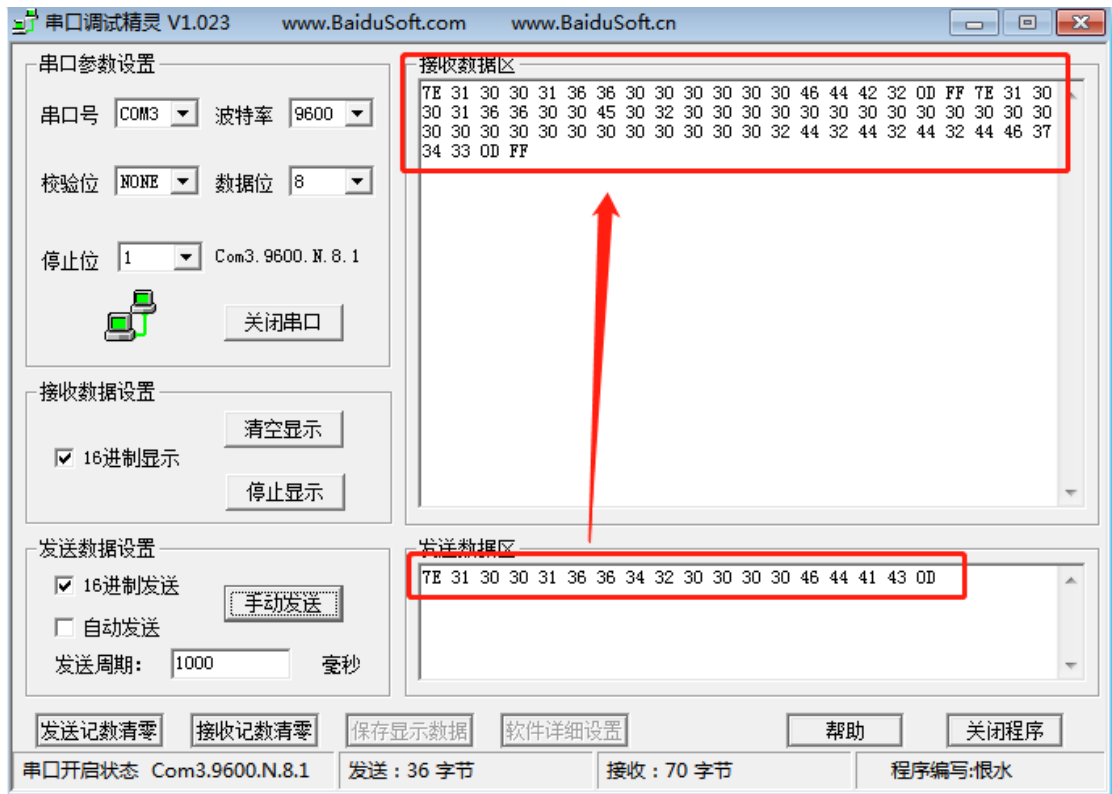 串口调试精灵 V1.023 www.BaiduSoft.com www.BaiduSoft.cn
串口参数设置
串口号 COM3 波特率 9600
校验位 NONE 数据位 8
停止位 1 Com3.9600.N.8.1
关闭串口
接收数据设置
清空显示
16进制显示
停止显示
发送数据设置
16进制发送
手动发送
自动发送
发送周期: 1000 毫秒
接收数据区
7E 31 30 30 31 36 36 30 30 30 30 30 30 46 44 42 32 0D FF 7E 31 30
30 31 36 36 30 30 45 30 32 30 30 30 30 30 30 30 30 30 30 30
30 30 30 30 30 30 30 30 30 30 30 30 32 44 32 44 32 44 32 44 46 37
34 33 0D FF
发送数据区
7E 31 30 30 31 36 36 34 32 30 30 30 30 46 44 41 43 0D
发送记数清零 接收记数清零 保存显示数据 软件详细设置 帮助 关闭程序
串口开启状态 Com3.9600.N.8.1 发送：36 字节 接收：70 字节 程序编写:恨水